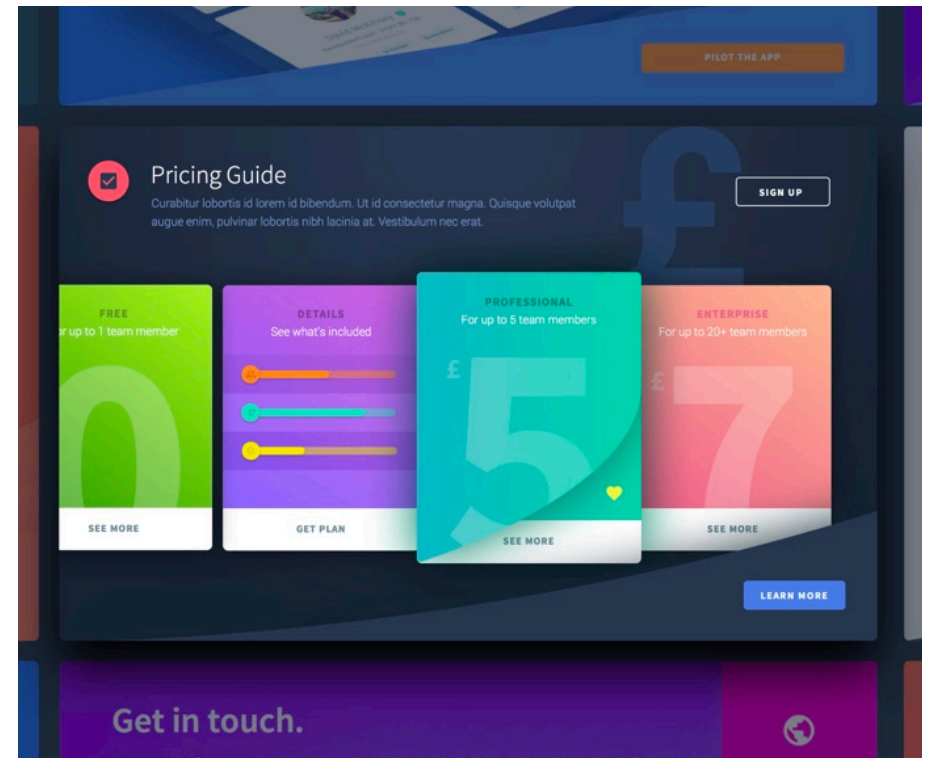 David McKinney
PILOT THE APP
£
Pricing Guide
Curabitur lobortis id lorem id bibendum. Ut id consectetur magna. Quisque volutpat
augue enim, pulvinar lobortis nibh lacinia at. Vestibulum nec erat.
SIGN UP
FREE
or up to 1 team member
0
SEE MORE
DETAILS
See what's included
GET PLAN
PROFESSIONAL
For up to 5 team members
£
5
SEE MORE
ENTERPRISE
For up to 20+ team members
£
7
SEE MORE
LEARN MORE
Get in touch.